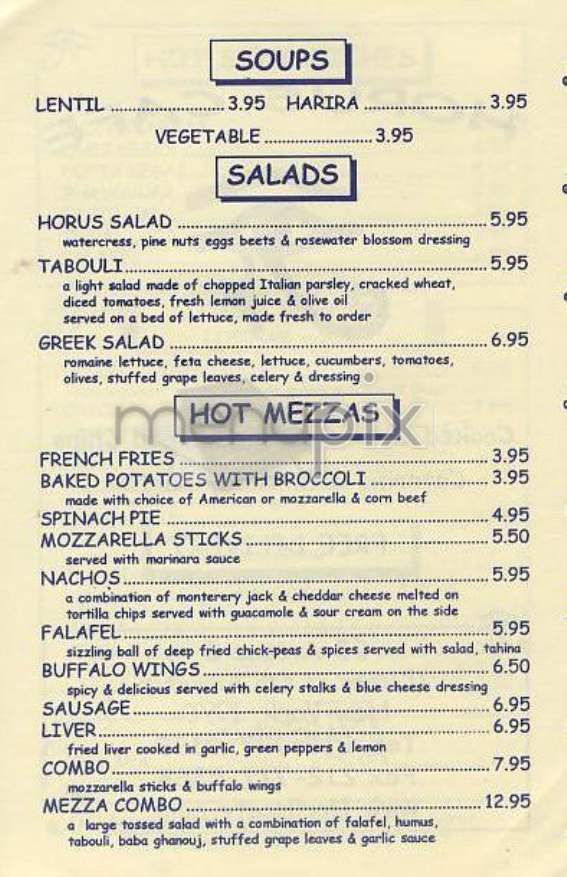 SOUPS
LENTIL ........................ 3.95 HARIRA .......................... 3.95
VEGETABLE ........................ 3.95
SALADS
HORUS SALAD ........................ 5.95
watercress, pine nuts eggs beets & rosewater blossom dressing
TABOULI ........................ 5.95
a light salad made of chopped Italian parsley, cracked wheat,
diced tomatoes, fresh lemon juice & olive oil
served on a bed of lettuce, made fresh to order
GREEK SALAD ........................ 6.95
romaine lettuce, feta cheese, lettuce, cucumbers, tomatoes,
olives, stuffed grape leaves, celery & dressing
menupix
HOT MEZZAS
FRENCH FRIES ........................ 3.95
BAKED POTATOES WITH BROCCOLI ........................ 3.95
made with choice of American or mozzarella & corn beef
SPINACH PIE ........................ 4.95
MOZZARELLA STICKS ........................ 5.50
served with marinara sauce
NACHOS ........................ 5.95
a combination of monterery jack & cheddar cheese melted on
tortilla chips served with guacamole & sour cream on the side
FALAFEL ........................ 5.95
sizzling ball of deep fried chick-peas & spices served with salad, tahina
BUFFALO WINGS ........................ 6.50
spicy & delicious served with celery stalks & blue cheese dressing
SAUSAGE ........................ 6.95
LIVER ........................ 6.95
fried liver cooked in garlic, green peppers & lemon
COMBO ........................ 7.95
mozzarella sticks & buffalo wings
MEZZA COMBO ........................ 12.95
a large tossed salad with a combination of falafel, humus,
tabouli, baba ghanouj, stuffed grape leaves & garlic sauce